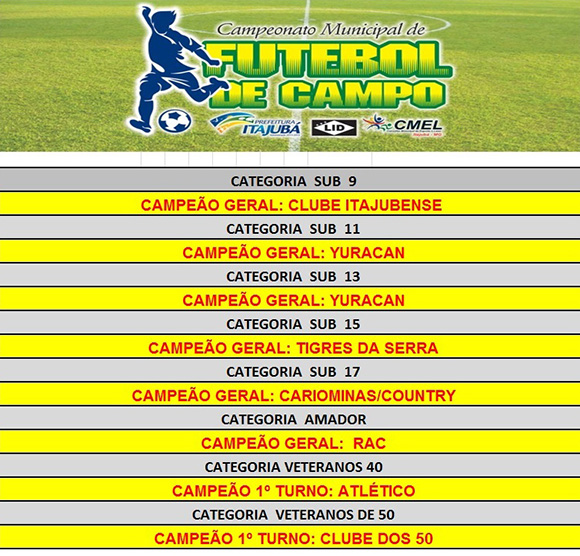 Campeonato Municipal de
FUTEBOL
DE CAMPO
PREFEITURA
ITAJUBÁ
LID
CMEL
CATEGORIA SUB 9
CAMPEÃO GERAL: CLUBE ITAJUBENSE
CATEGORIA SUB 11
CAMPEÃO GERAL: YURACAN
CATEGORIA SUB 13
CAMPEÃO GERAL: YURACAN
CATEGORIA SUB 15
CAMPEÃO GERAL: TIGRES DA SERRA
CATEGORIA SUB 17
CAMPEÃO GERAL: CARIOMINAS/COUNTRY
CATEGORIA AMADOR
CAMPEÃO GERAL: RAC
CATEGORIA VETERANOS 40
CAMPEÃO 1º TURNO: ATLÉTICO
CATEGORIA VETERANOS DE 50
CAMPEÃO 1º TURNO: CLUBE DOS 50